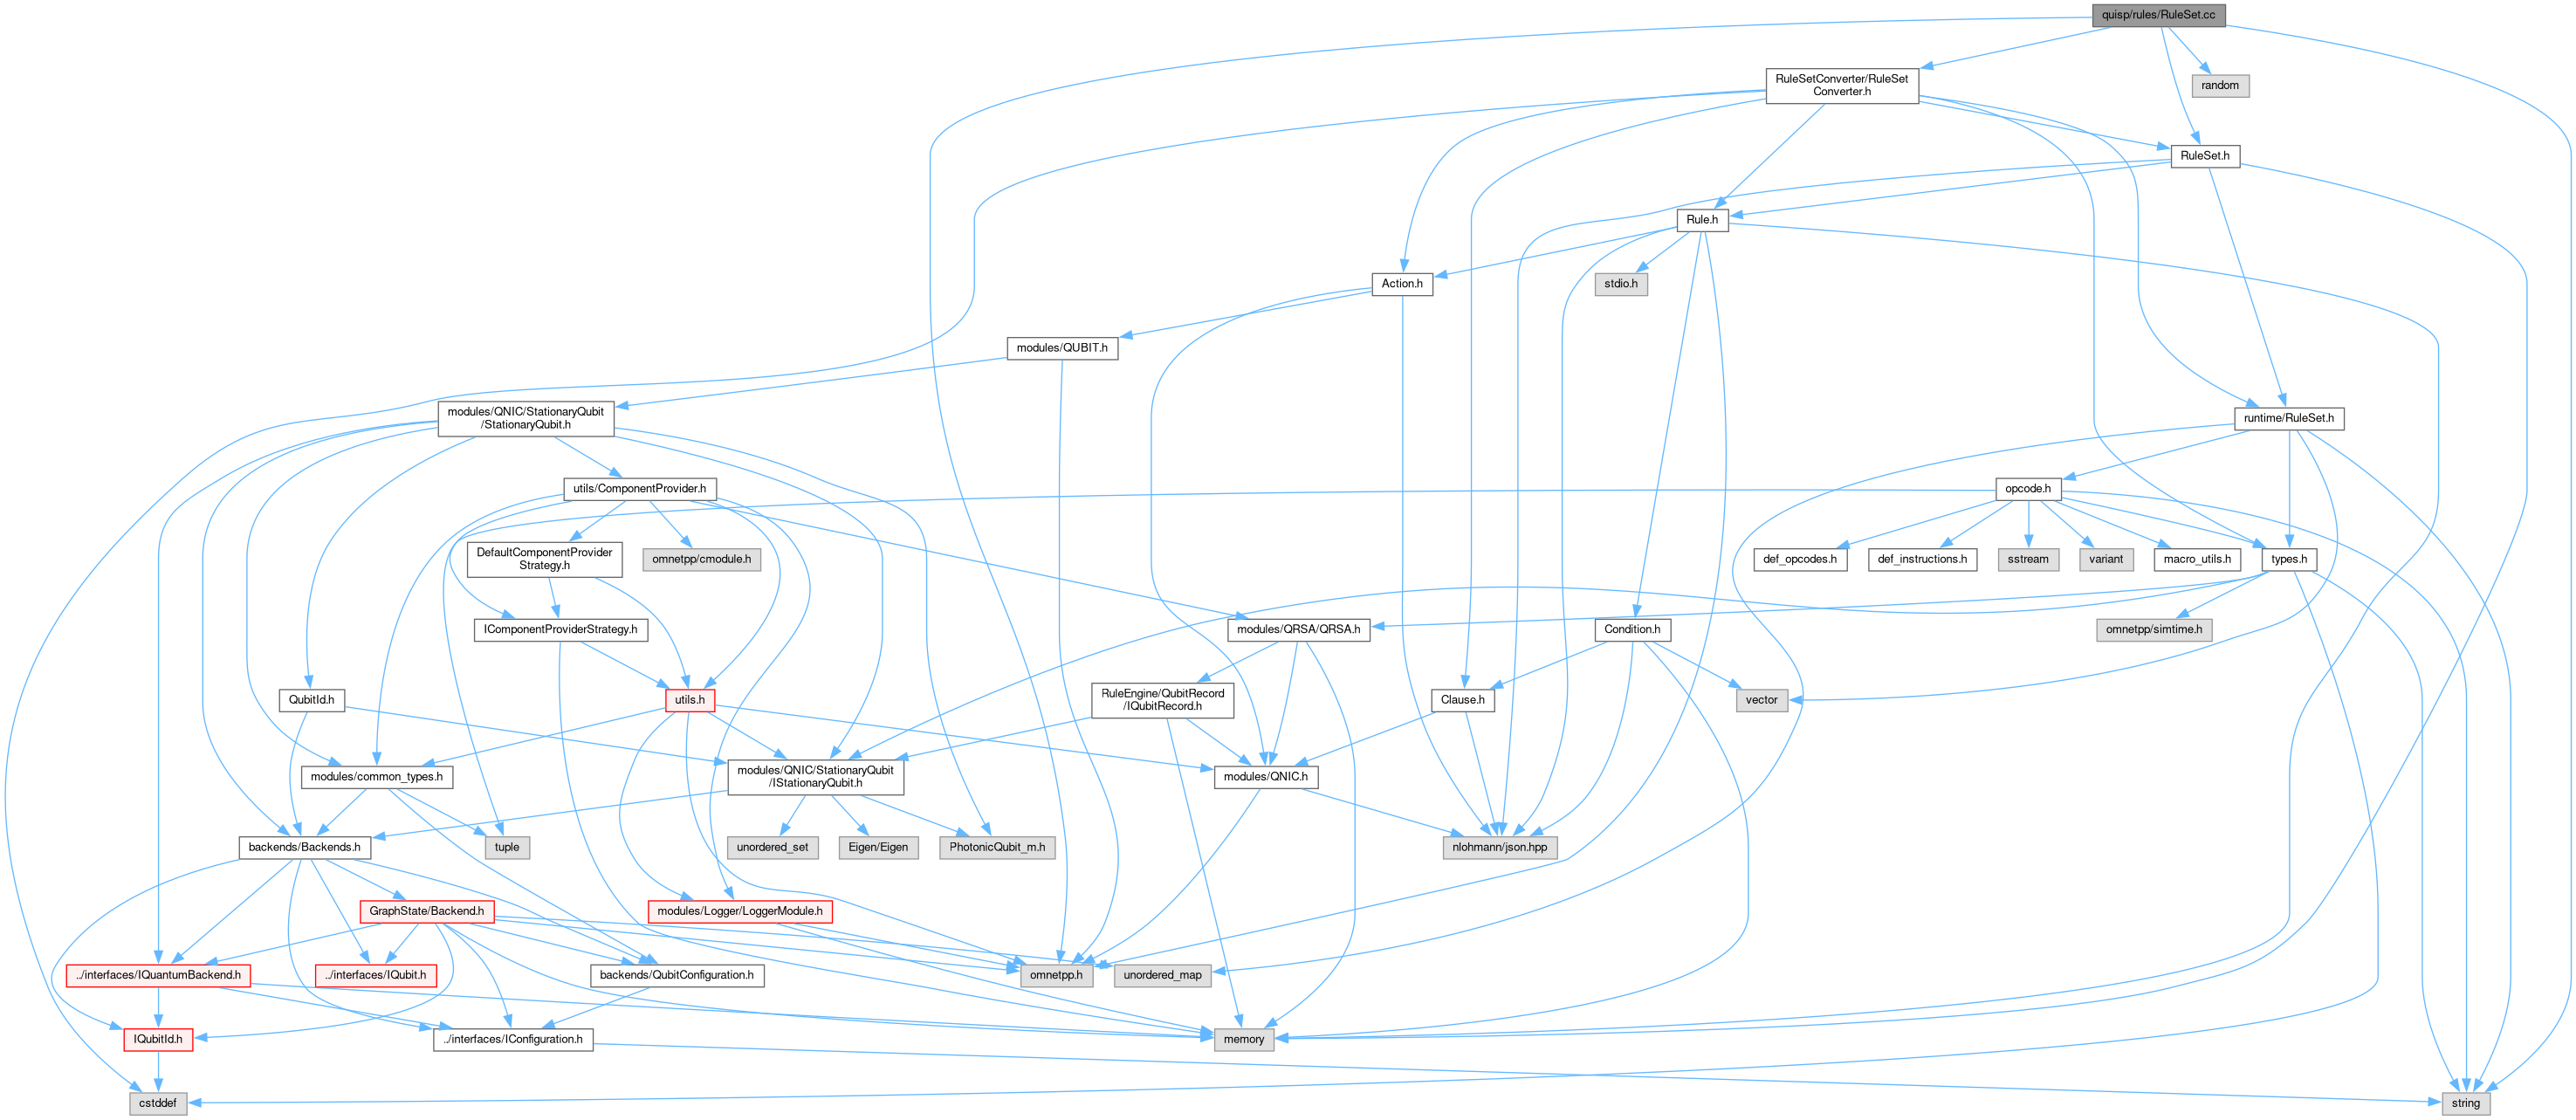 quisp/rules/RuleSet.cc
RuleSetConverter/RuleSet
Converter.h
random
RuleSet.h
Rule.h
Action.h
stdio.h
modules/QUBIT.h
modules/QNIC/StationaryQubit
/StationaryQubit.h
runtime/RuleSet.h
utils/ComponentProvider.h
opcode.h
DefaultComponentProvider
Strategy.h
omnetpp/cmodule.h
def_opcodes.h
def_instructions.h
sstream
variant
macro_utils.h
types.h
IComponentProviderStrategy.h
modules/QRSA/QRSA.h
Condition.h
omnetpp/simtime.h
QubitId.h
utils.h
RuleEngine/QubitRecord
/IQubitRecord.h
Clause.h
vector
modules/common_types.h
modules/QNIC/StationaryQubit
/IStationaryQubit.h
modules/QNIC.h
backends/Backends.h
tuple
unordered_set
Eigen/Eigen
PhotonicQubit_m.h
nlohmann/json.hpp
GraphState/Backend.h
modules/Logger/LoggerModule.h
../interfaces/IQuantumBackend.h
../interfaces/IQubit.h
backends/QubitConfiguration.h
omnetpp.h
unordered_map
IQubitId.h
../interfaces/IConfiguration.h
memory
cstddef
string